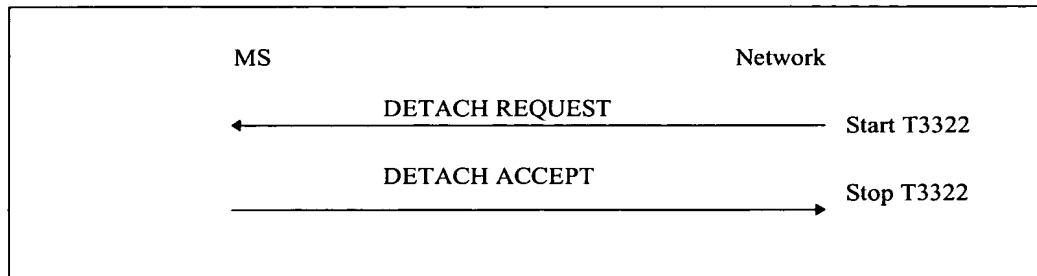 MS Network
DETACH REQUEST
Start T3322
DETACH ACCEPT
Stop T3322